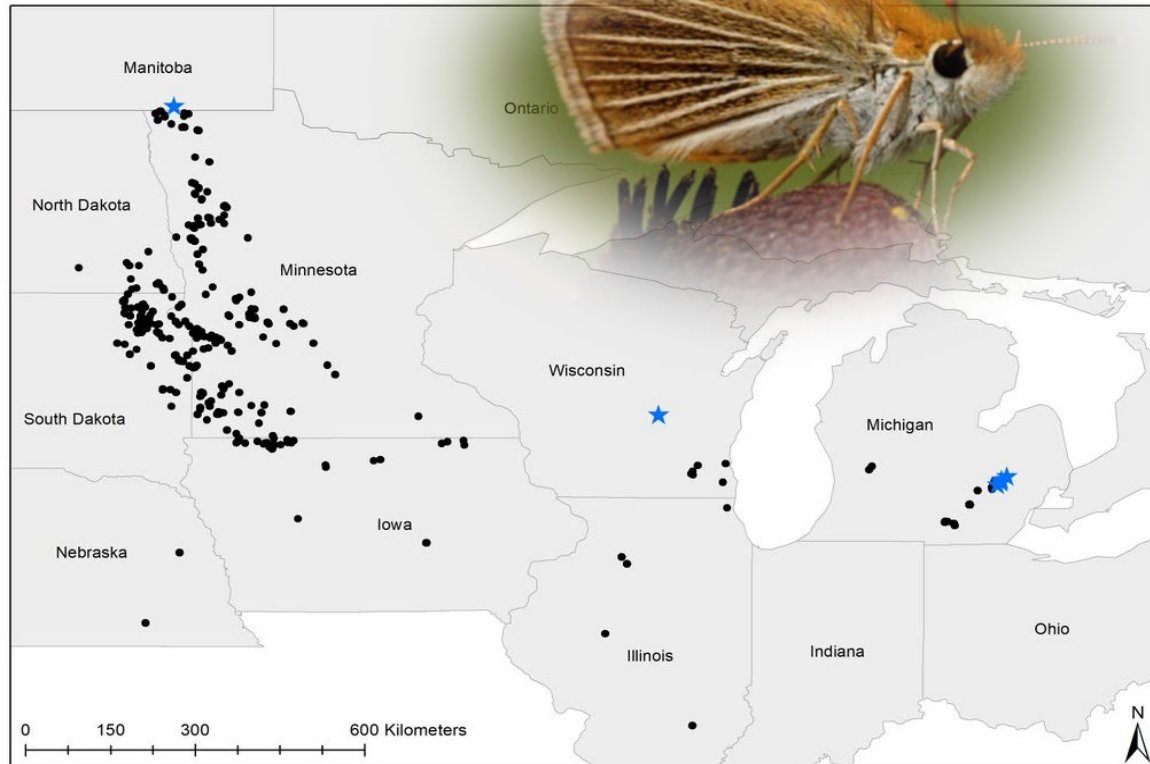 Manitoba
Ontario
North Dakota
Minnesota
Wisconsin
South Dakota
Michigan
Iowa
Nebraska
Ohio
Illinois
Indiana
0 150 300 600 Kilometers
N